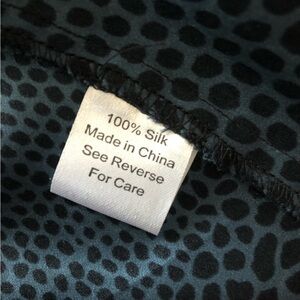 100% Silk
Made in China
See Reverse
For Care